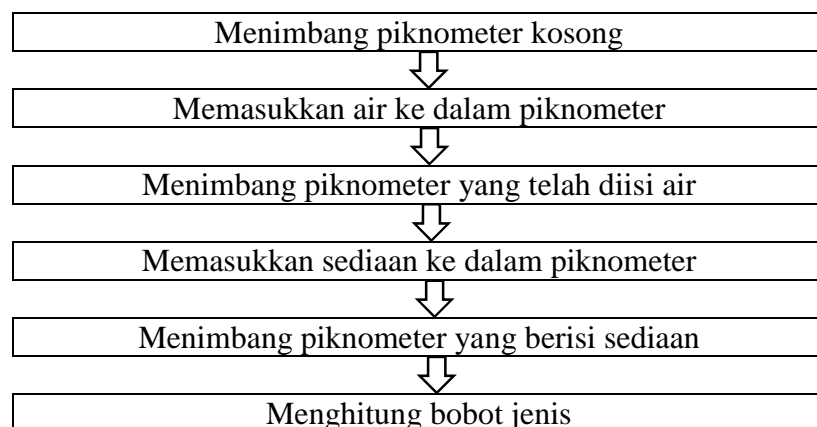 Menimbang piknometer kosong
Memasukkan air ke dalam piknometer
Menimbang piknometer yang telah diisi air
Memasukkan sediaan ke dalam piknometer
Menimbang piknometer yang berisi sediaan
Menghitung bobot jenis